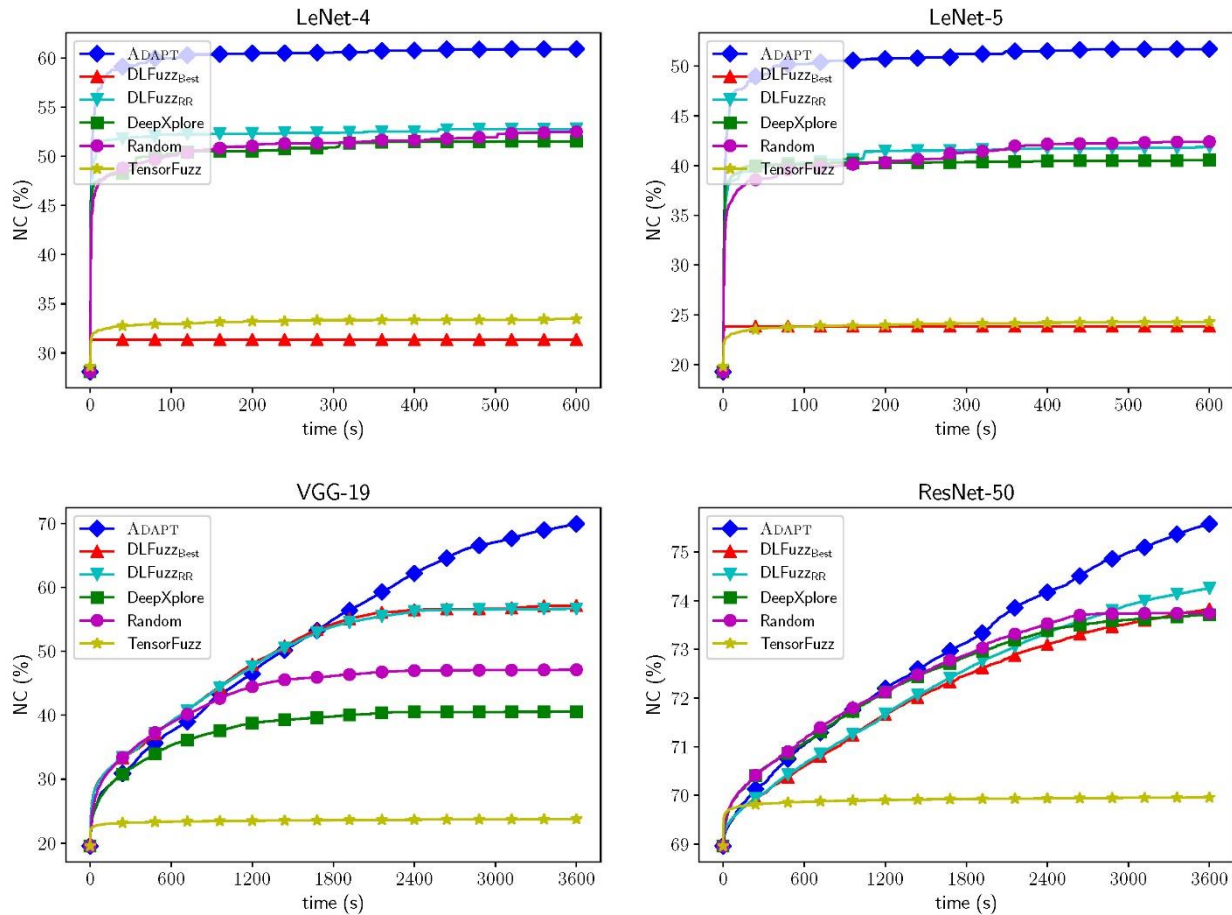 LeNet-4
NC (%)
60
55
50
45
40
35
30
ADAPT
DLFuzzBest
DLFuzzRR
DeepXplore
Random
TensorFuzz
0 100 200 300 400 500 600
time (s)
LeNet-5
NC (%)
50
45
40
35
30
25
20
ADAPT
DLFuzzBest
DLFuzzRR
DeepXplore
Random
TensorFuzz
0 100 200 300 400 500 600
time (s)
VGG-19
NC (%)
70
60
50
40
30
20
ADAPT
DLFuzzBest
DLFuzzRR
DeepXplore
Random
TensorFuzz
0 600 1200 1800 2400 3000 3600
time (s)
ResNet-50
NC (%)
75
74
73
72
71
70
69
ADAPT
DLFuzzBest
DLFuzzRR
DeepXplore
Random
TensorFuzz
0 600 1200 1800 2400 3000 3600
time (s)